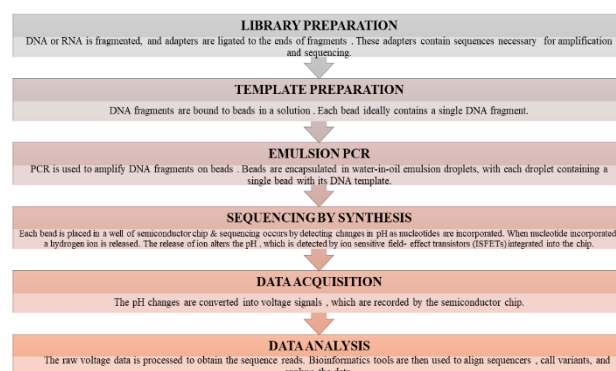 LIBRARY PREPARATION
DNA or RNA is fragmented, and adapters are ligated to the ends of fragments . These adapters contain sequences necessary for amplification
and sequencing.
TEMPLATE PREPARATION
DNA fragments are bound to beads in a solution . Each bead ideally contains a single DNA fragment.
EMULSION PCR
PCR is used to amplify DNA fragments on beads . Beads are encapsulated in water-in-oil emulsion droplets, with each droplet containing a
single bead with its DNA template.
SEQUENCING BY SYNTHESIS
Each bead is placed in a well of semiconductor chip & sequencing occurs by detecting changes in pH as nucleotides are incorporated. When nucleotide incorporated
a hydrogen ion is released. The release of ion alters the pH , which is detected by ion sensitive field- effect transistors (ISFETs) integrated into the chip.
DATA ACQUISITION
The pH changes are converted into voltage signals , which are recorded by the semiconductor chip.
DATA ANALYSIS
The raw voltage data is processed to obtain the sequence reads. Bioinformatics tools are then used to align sequencers , call variants, and
the data